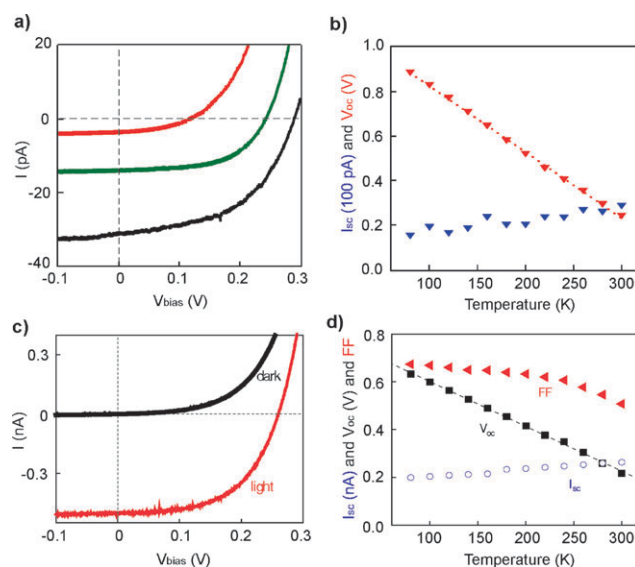 a)
20
0
-20
-40
I (pA)
-0.1
0
0.1
0.2
0.3
Vbias (V)
b)
1.0
0.8
0.6
0.4
0.2
0.0
Isc (100 pA) and Voc (V)
100
150
200
250
300
Temperature (K)
c)
0.3
0
-0.3
I (nA)
dark
light
-0.1
0
0.1
0.2
0.3
Vbias (V)
d)
0.8
0.6
0.4
0.2
0.0
Isc (nA) and Voc (V) and FF
FF
Voc
Isc
100
150
200
250
300
Temperature (K)